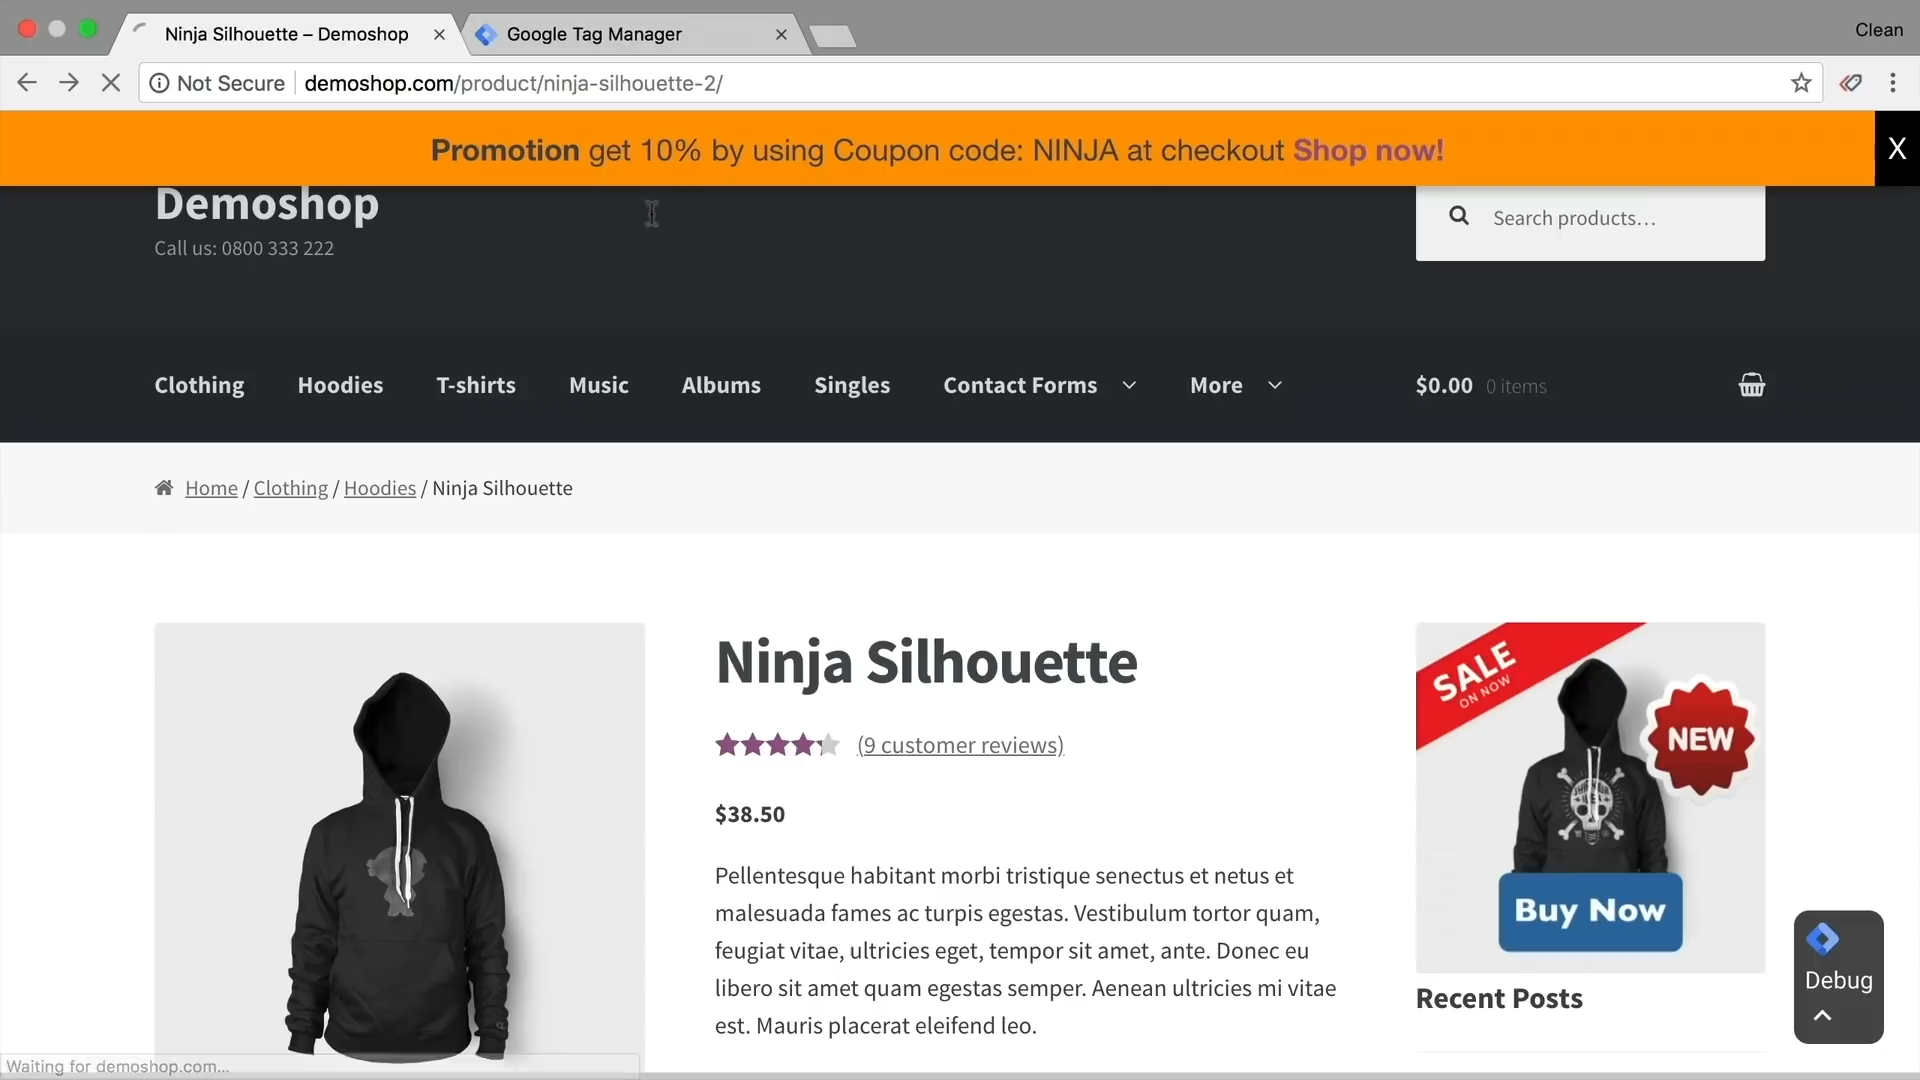 Ninja Silhouette – Demoshop
Google Tag Manager
Clean
Not Secure
demoshop.com/product/ninja-silhouette-2/
Promotion get 10% by using Coupon code: NINJA at checkout Shop now!
X
Demoshop
Call us: 0800 333 222
Search products…
Clothing
Hoodies
T-shirts
Music
Albums
Singles
Contact Forms
More
$0.00 0 items
Home / Clothing / Hoodies / Ninja Silhouette
Ninja Silhouette
(9 customer reviews)
$38.50
Pellentesque habitant morbi tristique senectus et netus et
malesuada fames ac turpis egestas. Vestibulum tortor quam,
feugiat vitae, ultricies eget, tempor sit amet, ante. Donec eu
libero sit amet quam egestas semper. Aenean ultricies mi vitae
est. Mauris placerat eleifend leo.
SALE
ON NOW
NEW
Buy Now
Recent Posts
Debug
Waiting for demoshop.com...